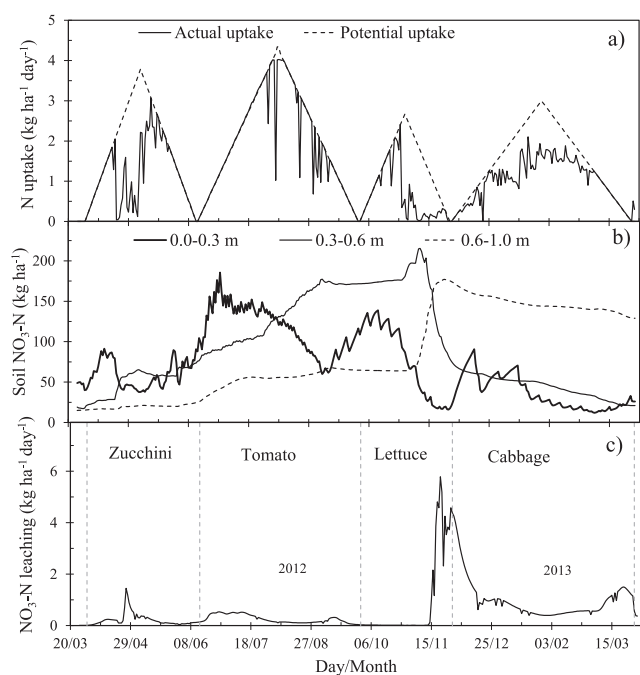 Actual uptake Potential uptake a)
N uptake (kg ha⁻¹ day⁻¹)
5
4
3
2
1
0
0.0-0.3 m 0.3-0.6 m 0.6-1.0 m b)
Soil NO₃-N (kg ha⁻¹)
200
150
100
50
0
c)
Zucchini Tomato Lettuce Cabbage
2012 2013
NO₃-N leaching (kg ha⁻¹ day⁻¹)
6
4
2
0
20/03 29/04 08/06 18/07 27/08 06/10 15/11 25/12 03/02 15/03
Day/Month